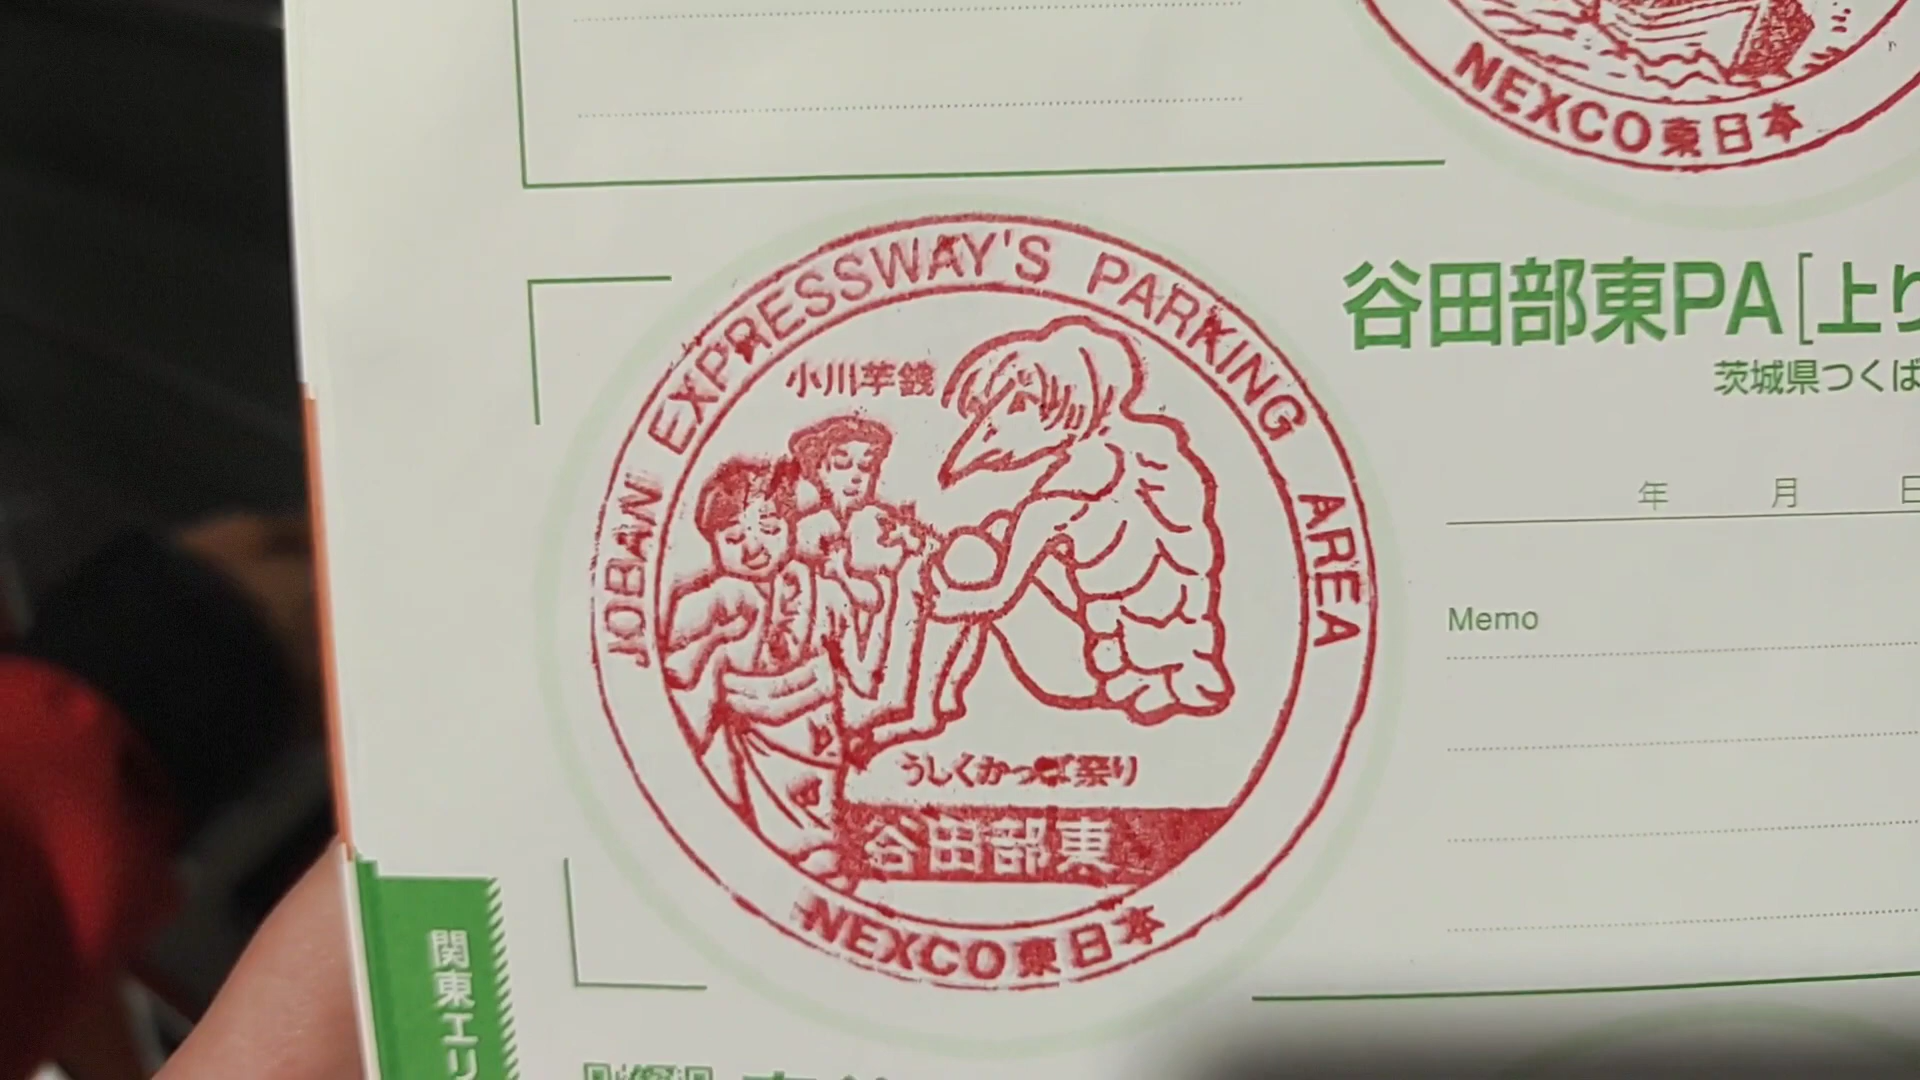 NEXCO東日本
JOBAN EXPRESSWAY'S PARKING AREA
小川芋銭
うしくかっぱ祭り
谷田部東
NEXCO東日本
谷田部東PA[上り
茨城県つくば
年 月 日
Memo
関東エリ